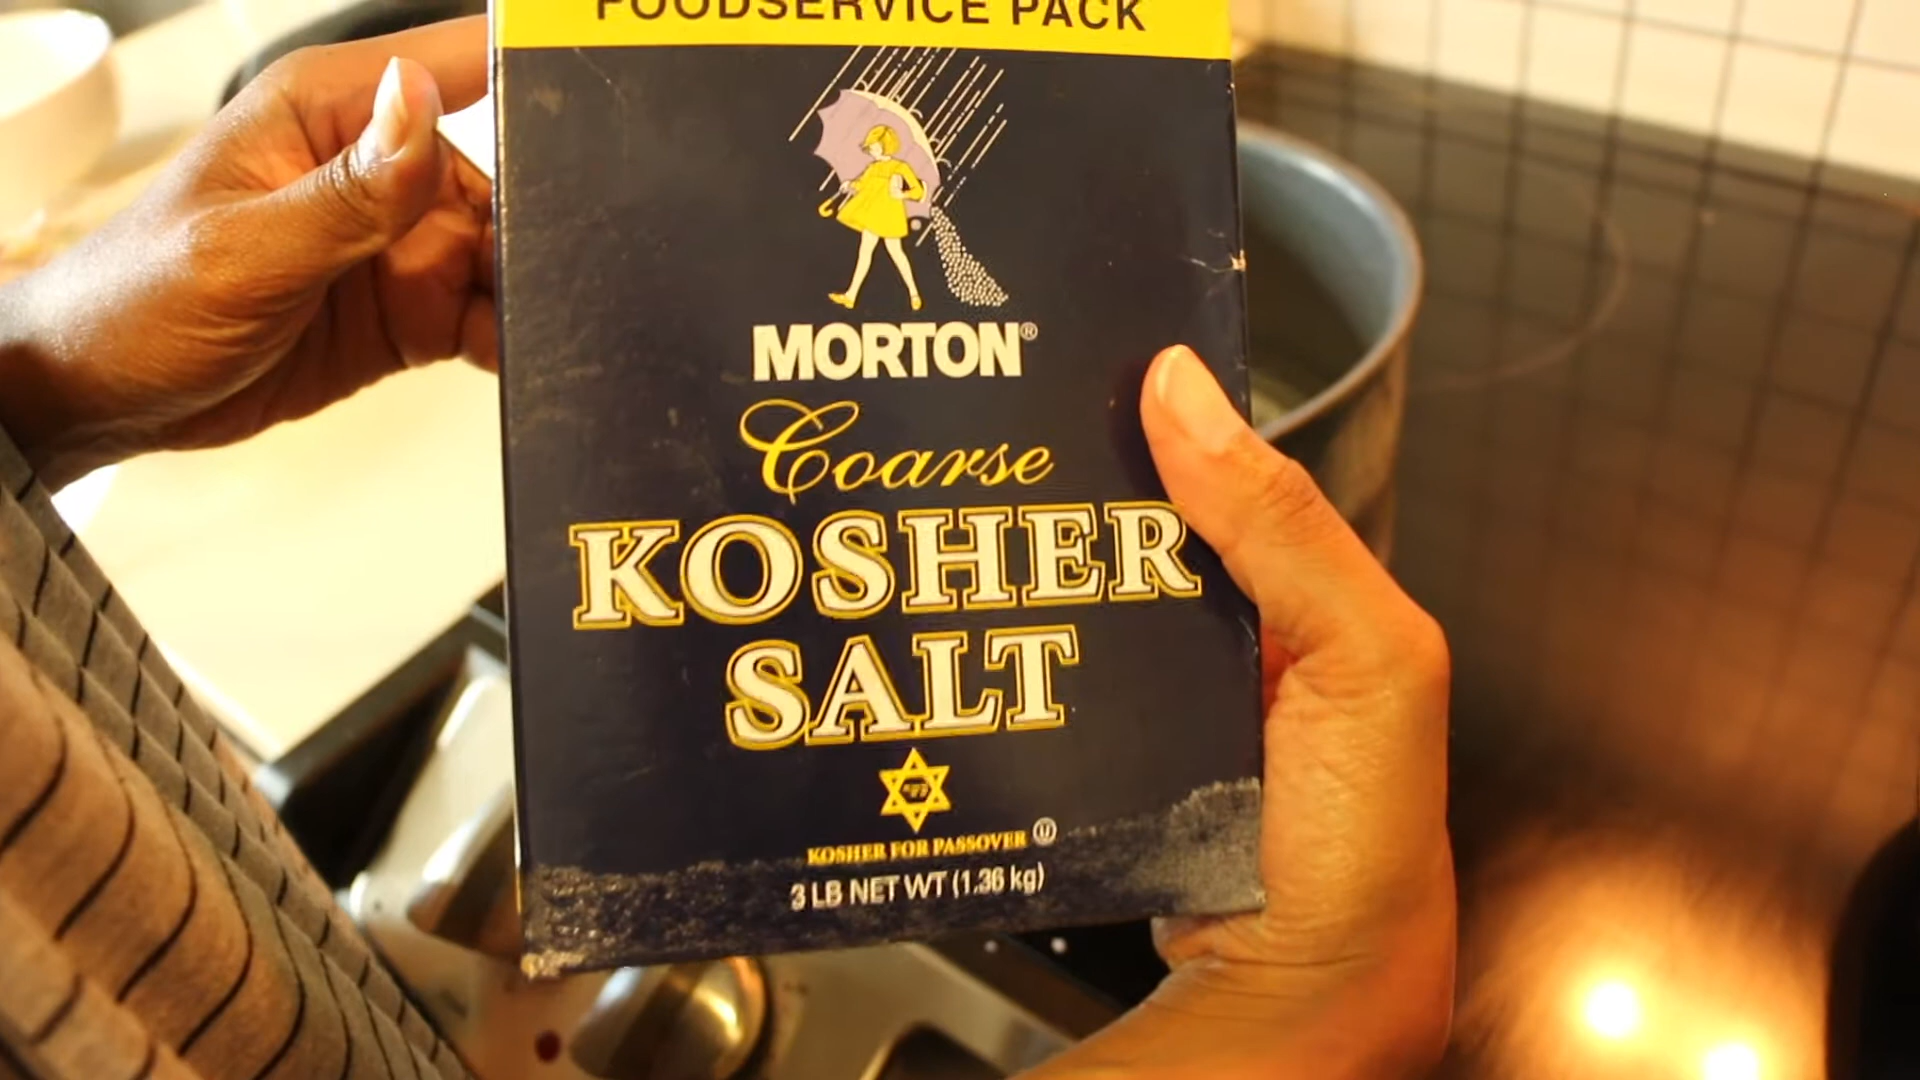 FOODSERVICE PACK
MORTON®
Coarse
KOSHER
SALT
KOSHER FOR PASSOVER Ⓤ
3 LB NET WT (1.36 kg)